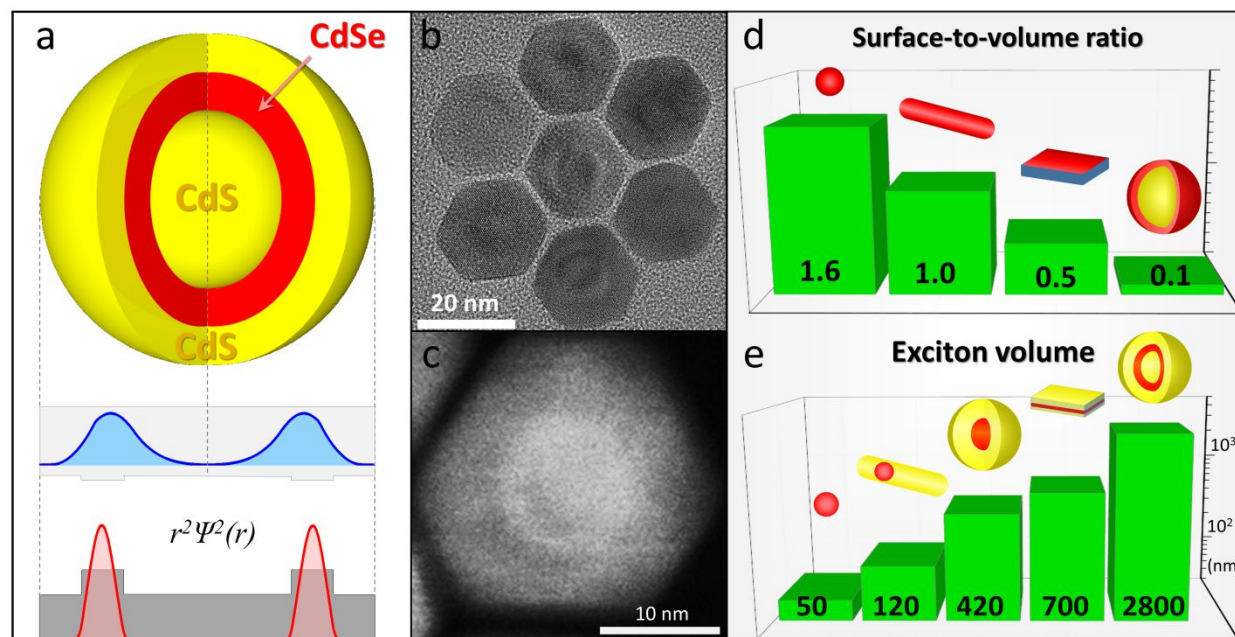 a
CdSe
CdS
CdS
r²Ψ²(r)
b
20 nm
c
10 nm
d
Surface-to-volume ratio
1.6
1.0
0.5
0.1
e
Exciton volume
10³
10²
(nm
50
120
420
700
2800